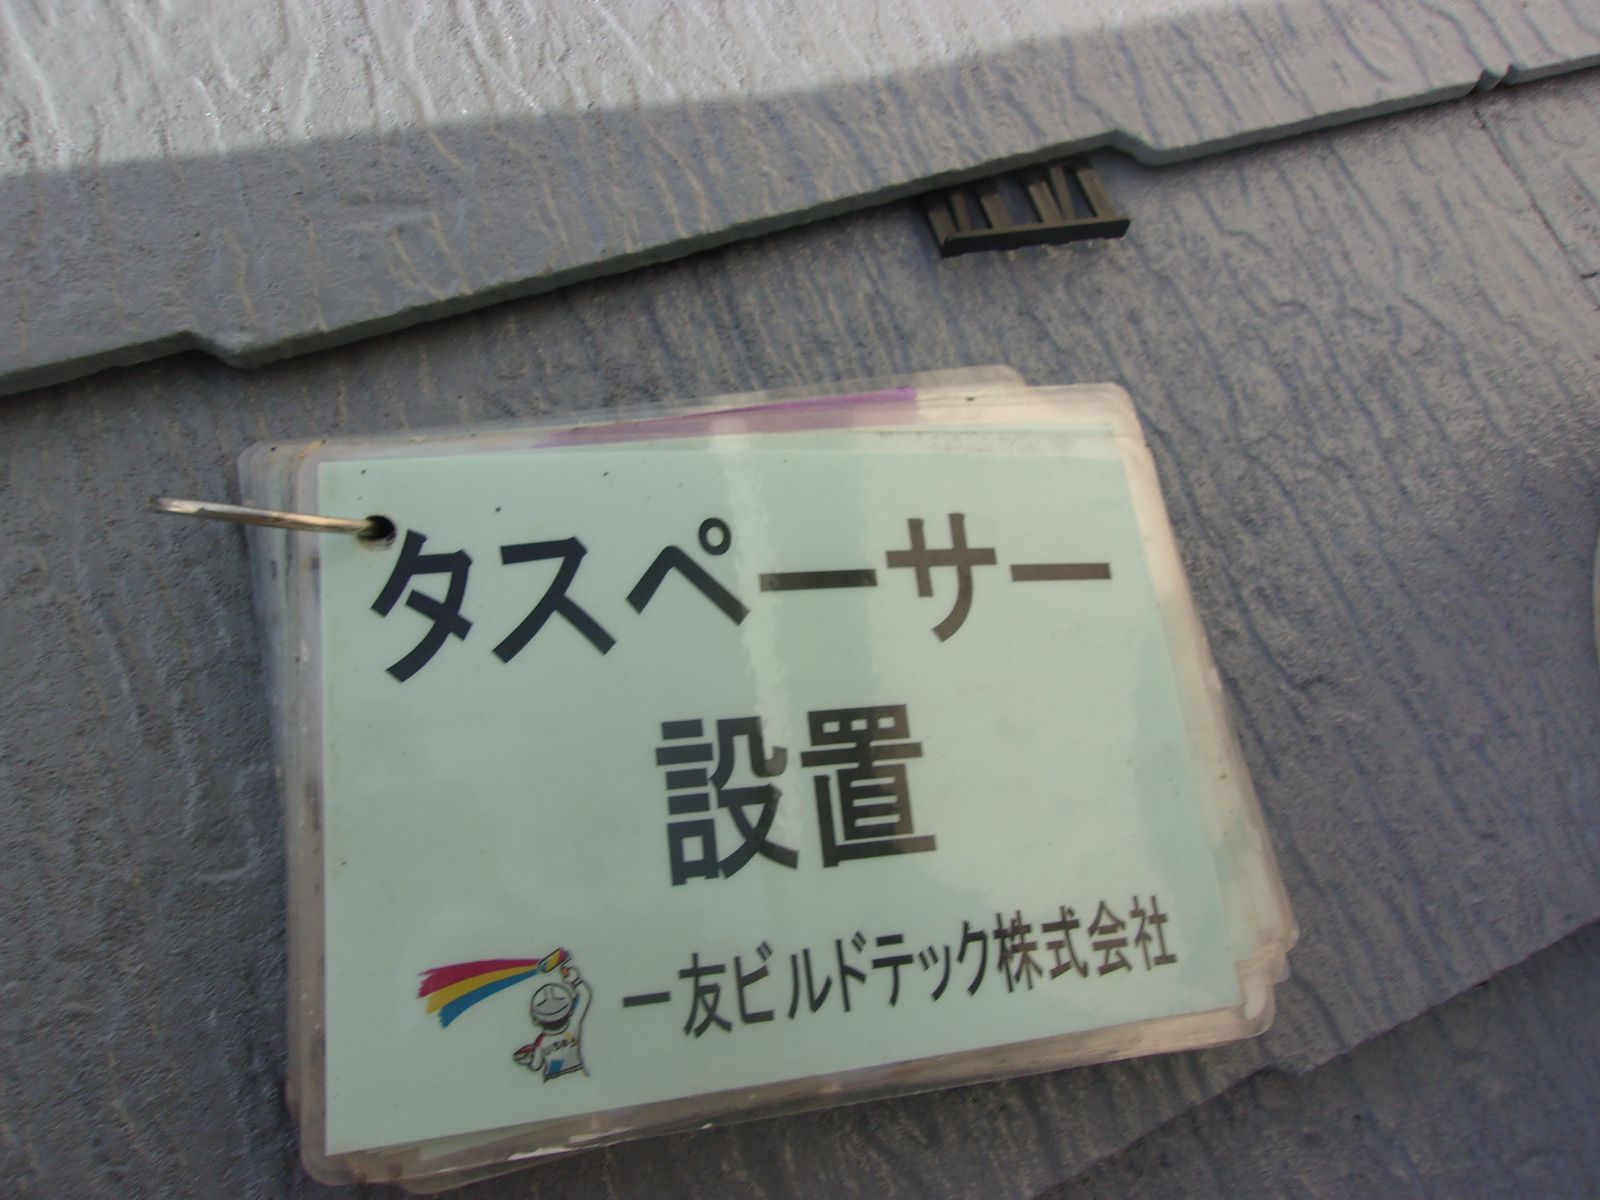 タスペーサー
設置
一友ビルドテック株式会社